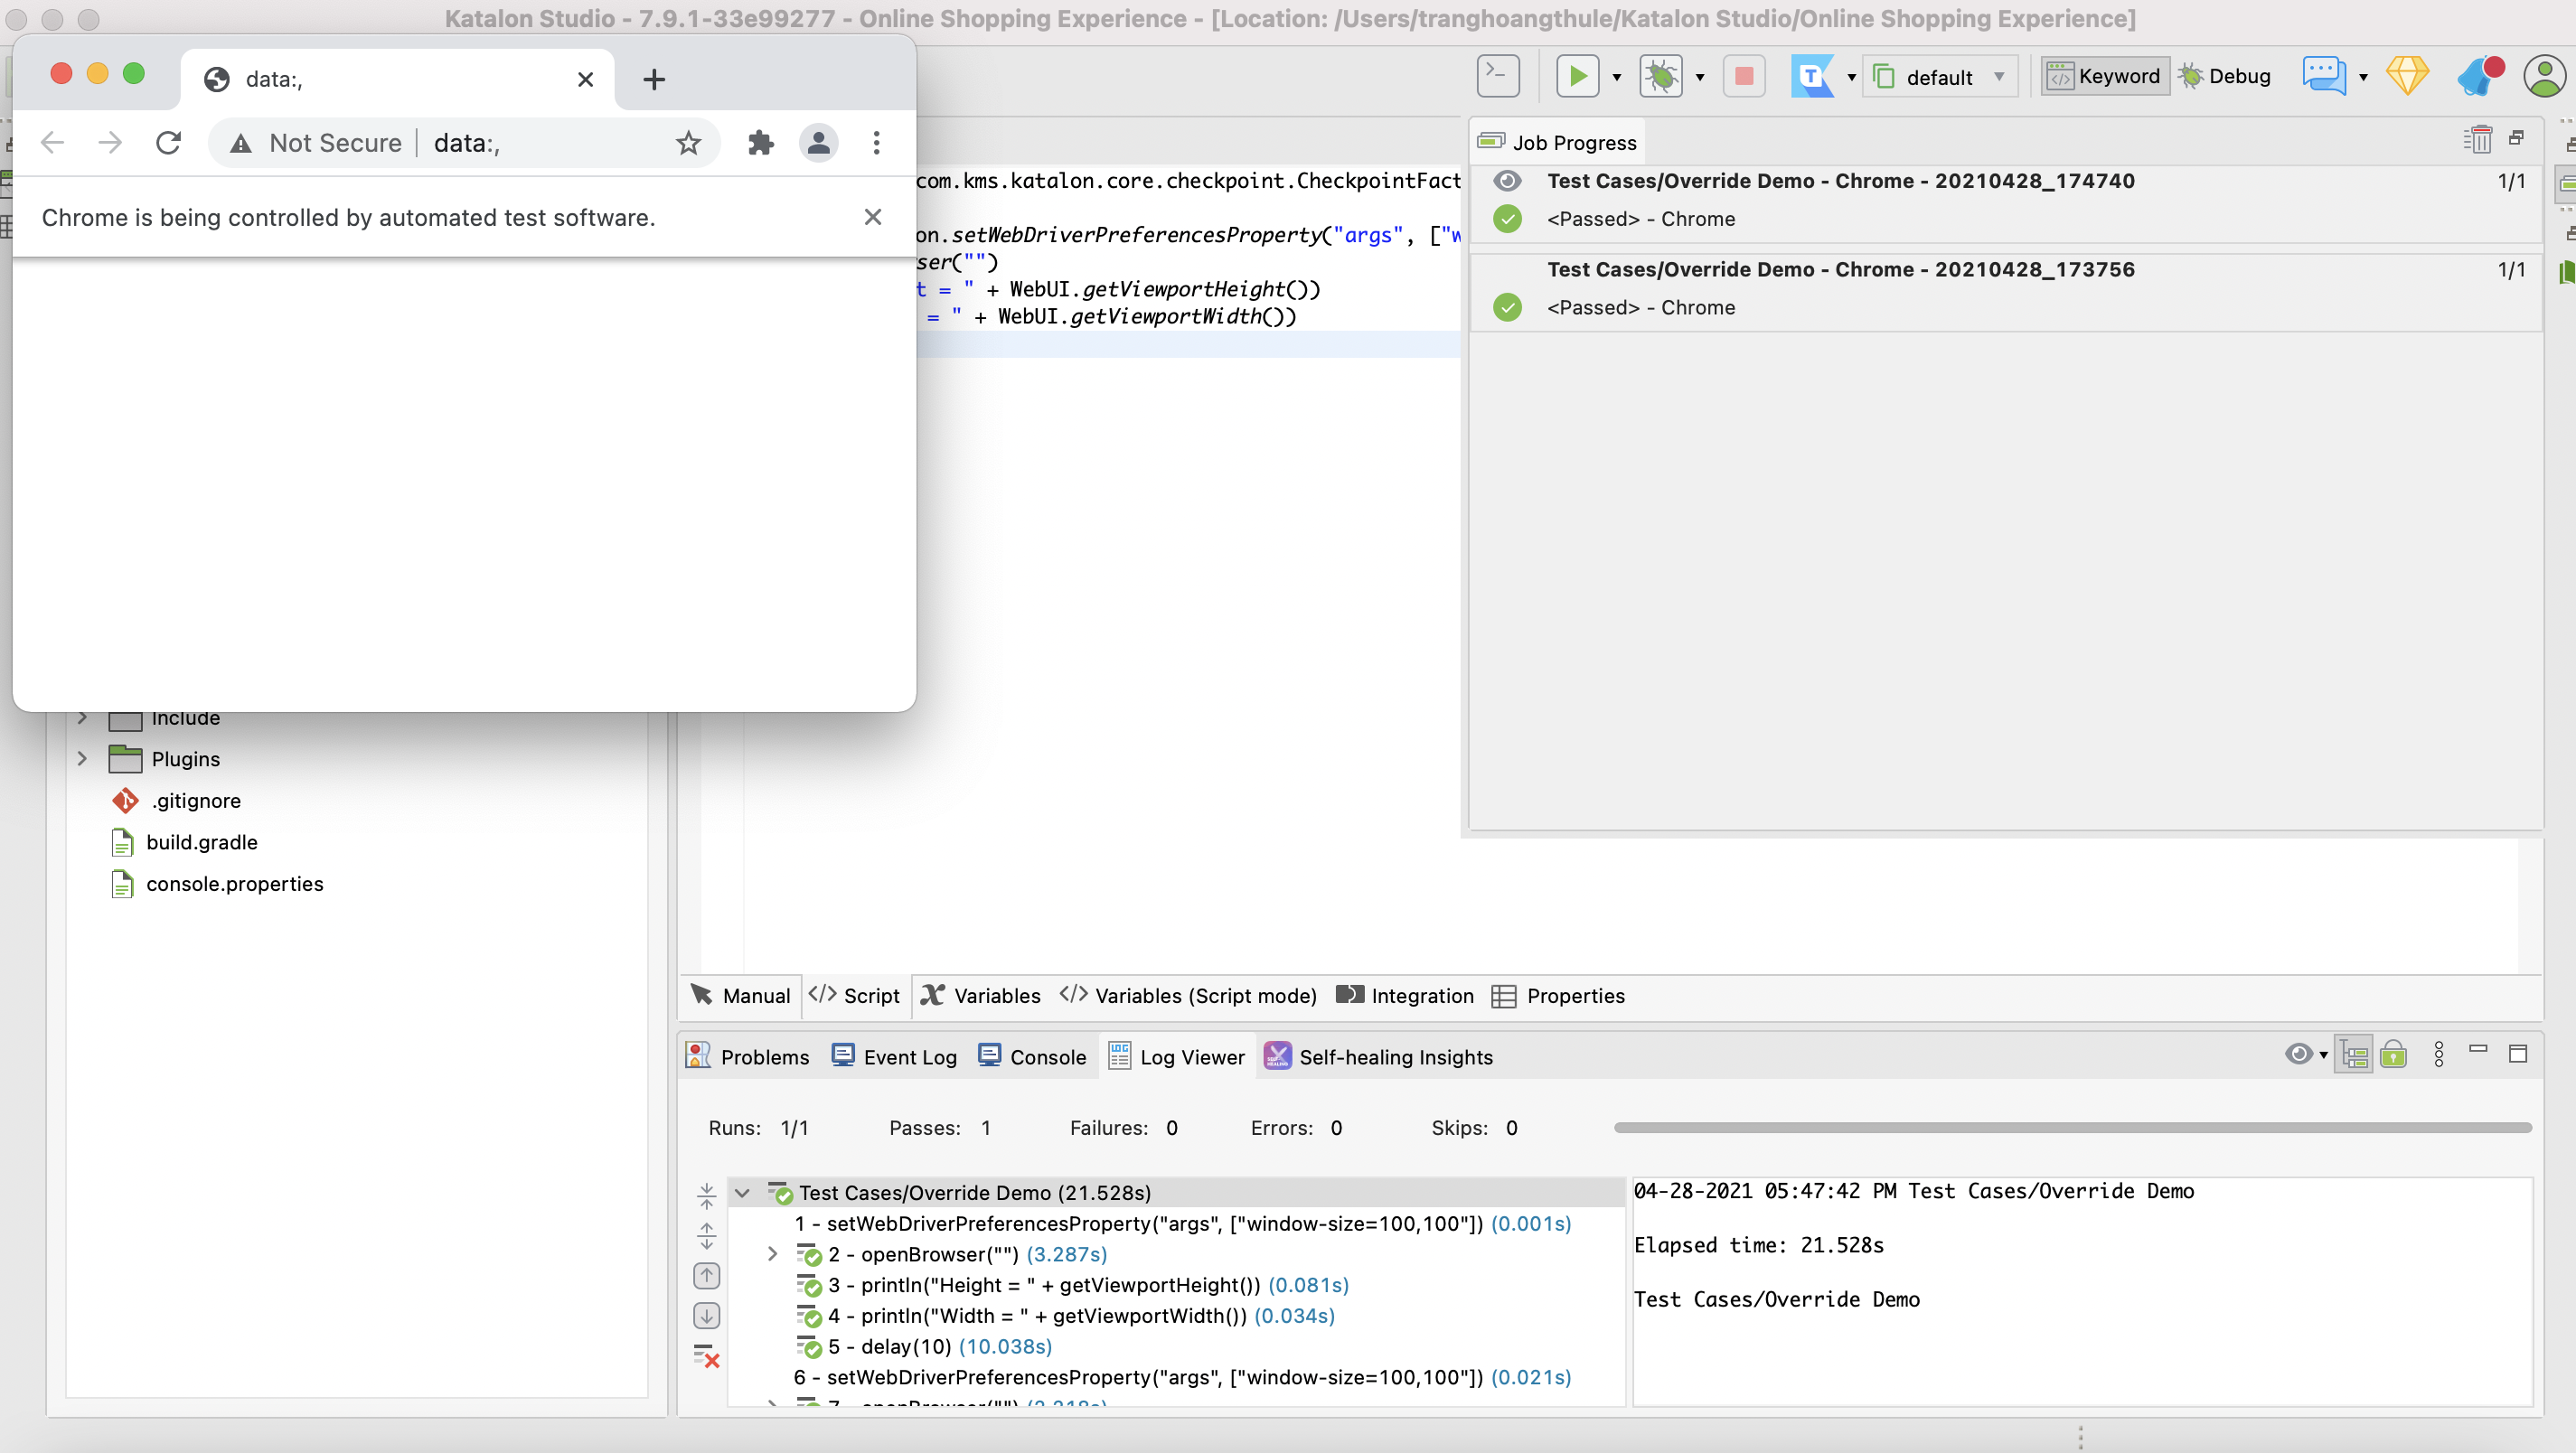 Katalon Studio - 7.9.1-33e99277 - Online Shopping Experience - [Location: /Users/tranghoangthule/Katalon Studio/Online Shopping Experience]
data:,
Not Secure data:,
Chrome is being controlled by automated test software.
default
Keyword
Debug
com.kms.katalon.core.checkpoint.CheckpointFact
on.setWebDriverPreferencesProperty("args", ["w
ser("")
t = " + WebUI.getViewportHeight())
= " + WebUI.getViewportWidth())
Job Progress
Test Cases/Override Demo - Chrome - 20210428_174740 1/1
<Passed> - Chrome
Test Cases/Override Demo - Chrome - 20210428_173756 1/1
<Passed> - Chrome
Include
Plugins
.gitignore
build.gradle
console.properties
Manual Script Variables Variables (Script mode) Integration Properties
Problems Event Log Console Log Viewer Self-healing Insights
Runs: 1/1 Passes: 1 Failures: 0 Errors: 0 Skips: 0
Test Cases/Override Demo (21.528s)
1 - setWebDriverPreferencesProperty("args", ["window-size=100,100"]) (0.001s)
2 - openBrowser("") (3.287s)
3 - println("Height = " + getViewportHeight()) (0.081s)
4 - println("Width = " + getViewportWidth()) (0.034s)
5 - delay(10) (10.038s)
6 - setWebDriverPreferencesProperty("args", ["window-size=100,100"]) (0.021s)
04-28-2021 05:47:42 PM Test Cases/Override Demo
Elapsed time: 21.528s
Test Cases/Override Demo